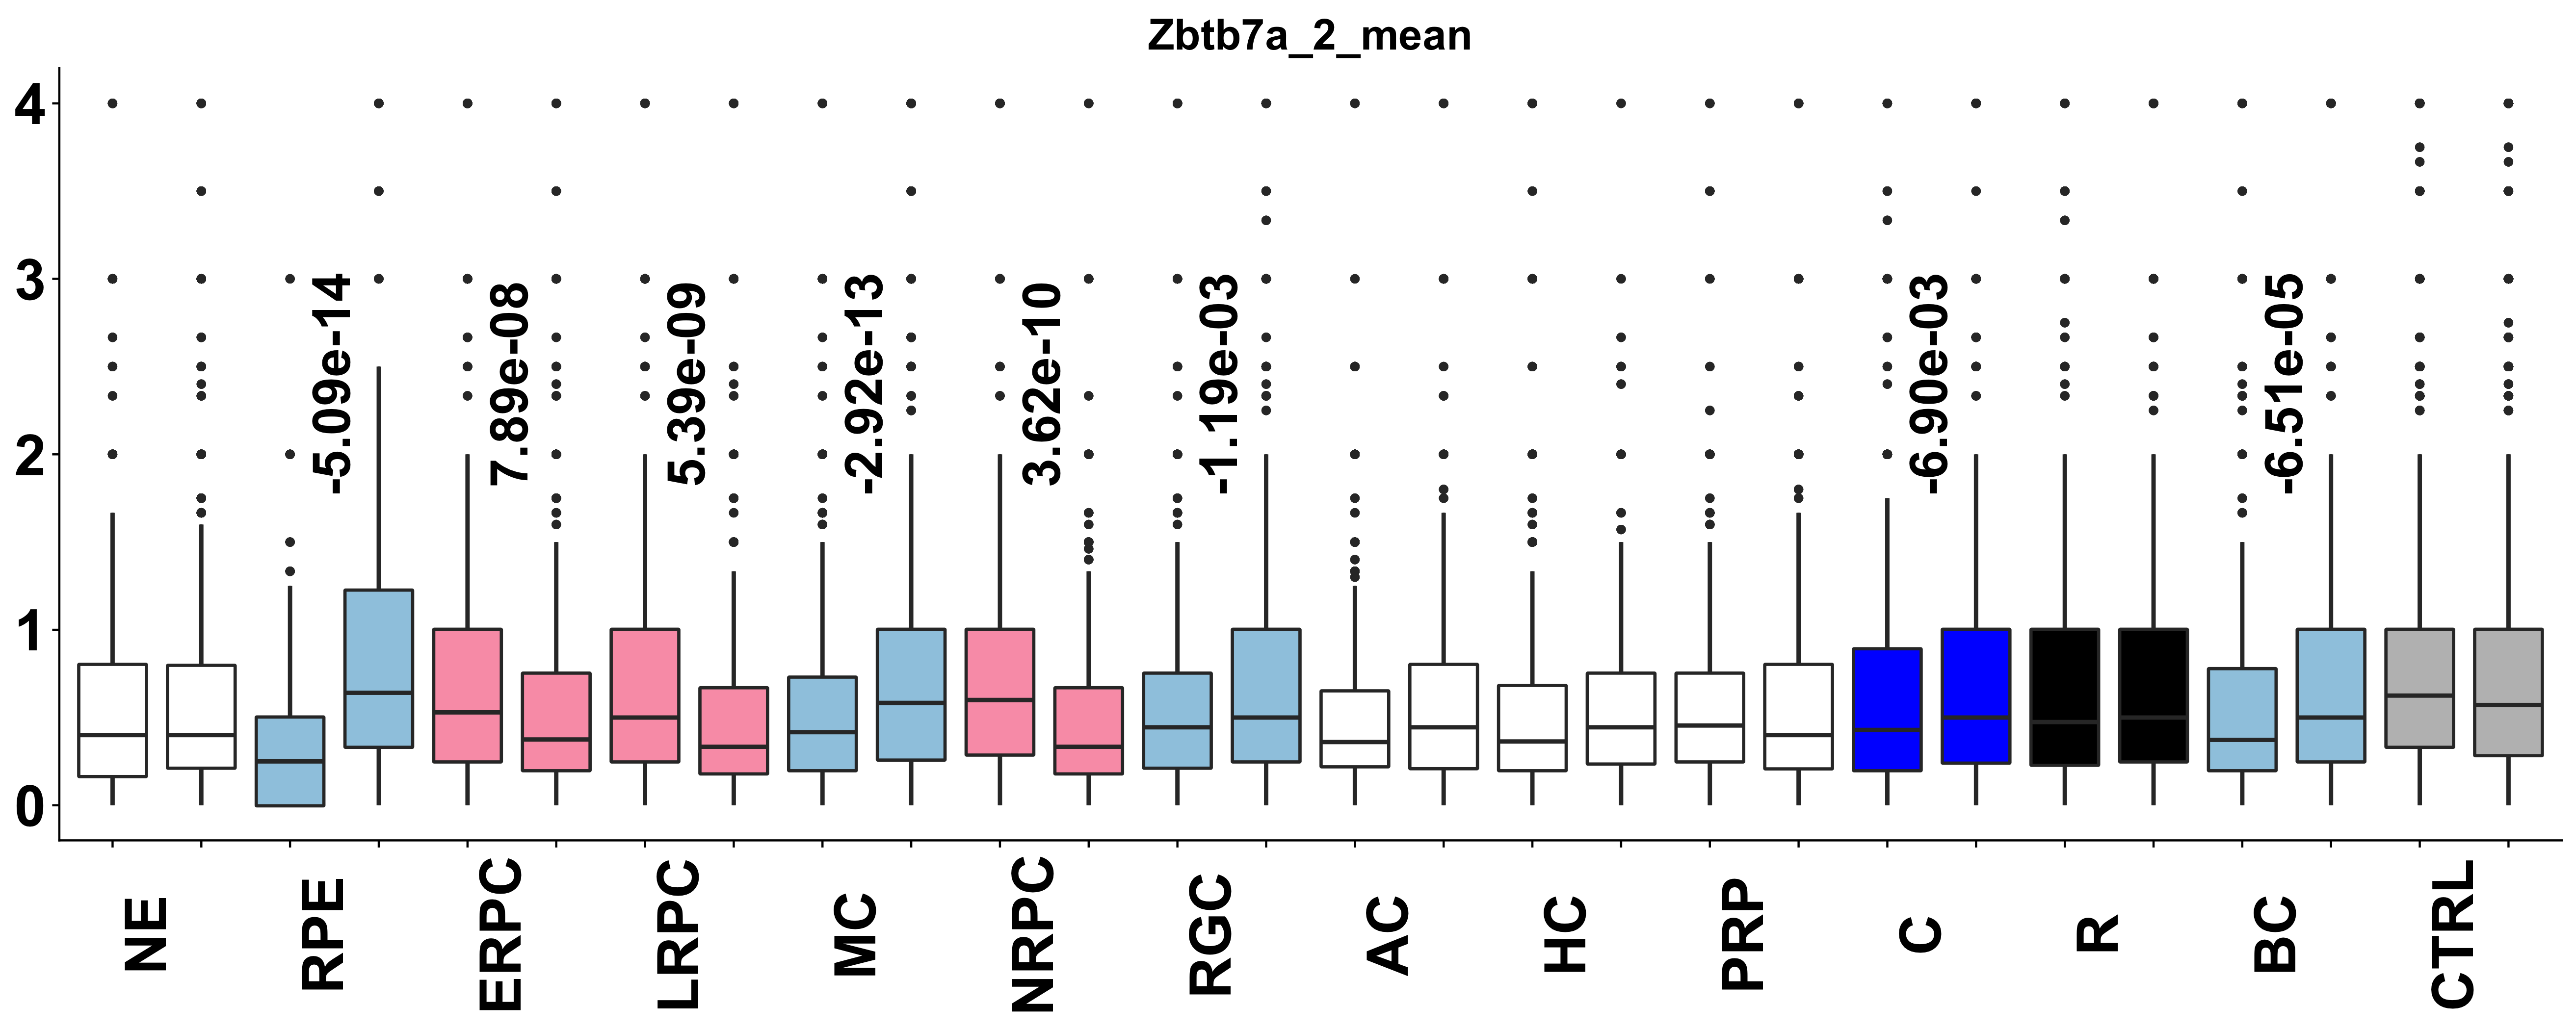 Zbtb7a_2_mean
4
3
2
1
0
-5.09e-14
7.89e-08
5.39e-09
-2.92e-13
3.62e-10
-1.19e-03
-6.90e-03
-6.51e-05
NE
RPE
ERPC
LRPC
MC
NRPC
RGC
AC
HC
PRP
C
R
BC
CTRL